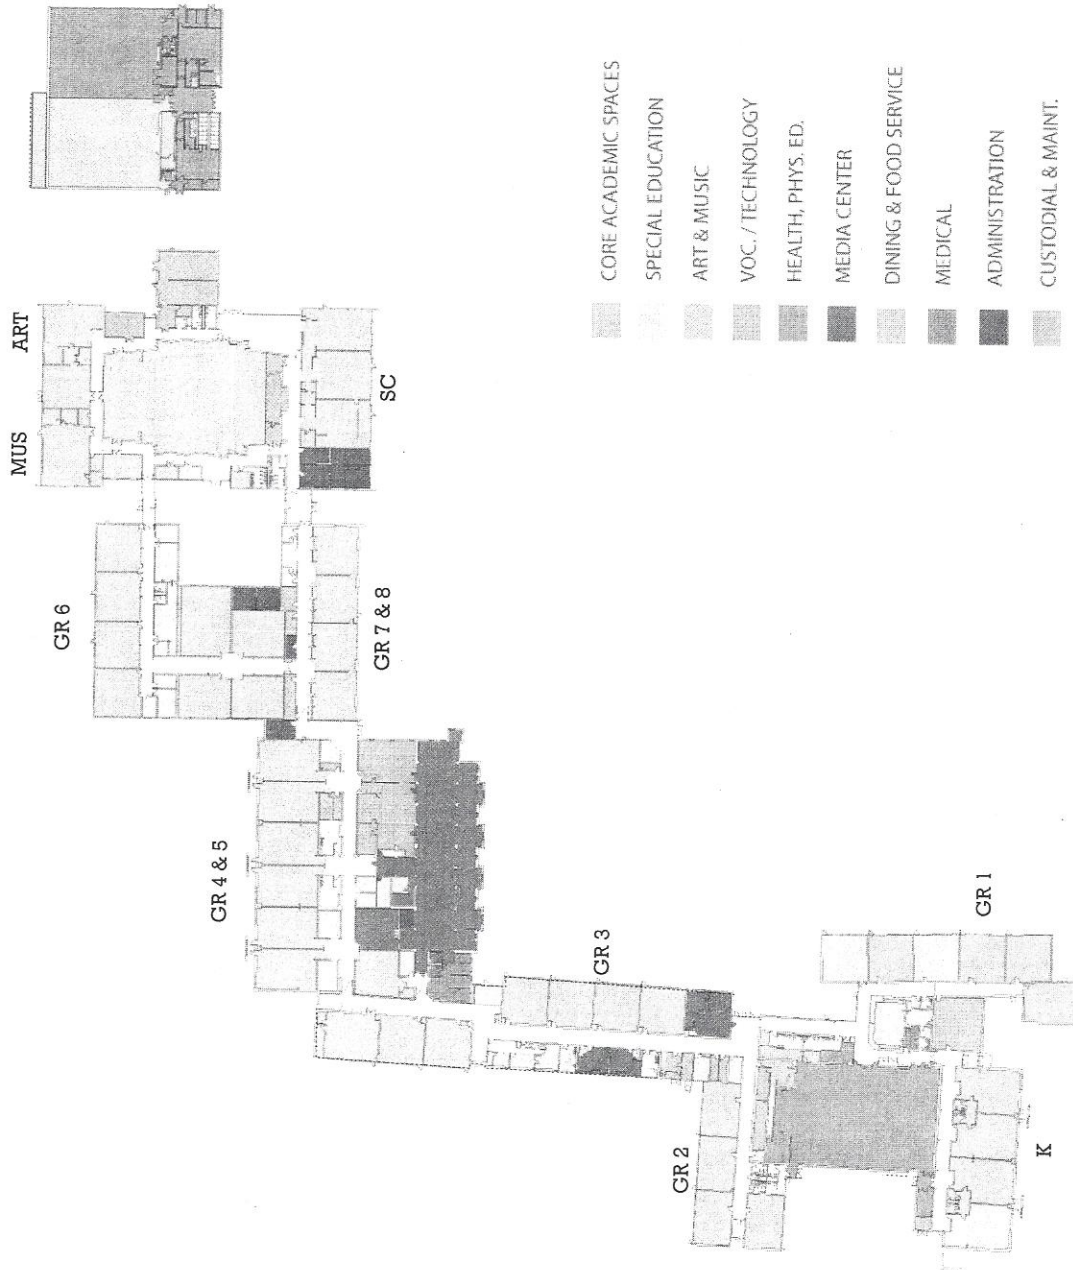 MUS
ART
GR 6
SC
GR 7 & 8
GR 4 & 5
GR 3
GR 2
GR 1
K
CORE ACADEMIC SPACES
SPECIAL EDUCATION
ART & MUSIC
VOC. / TECHNOLOGY
HEALTH, PHYS. ED.
MEDIA CENTER
DINING & FOOD SERVICE
MEDICAL
ADMINISTRATION
CUSTODIAL & MAINT.